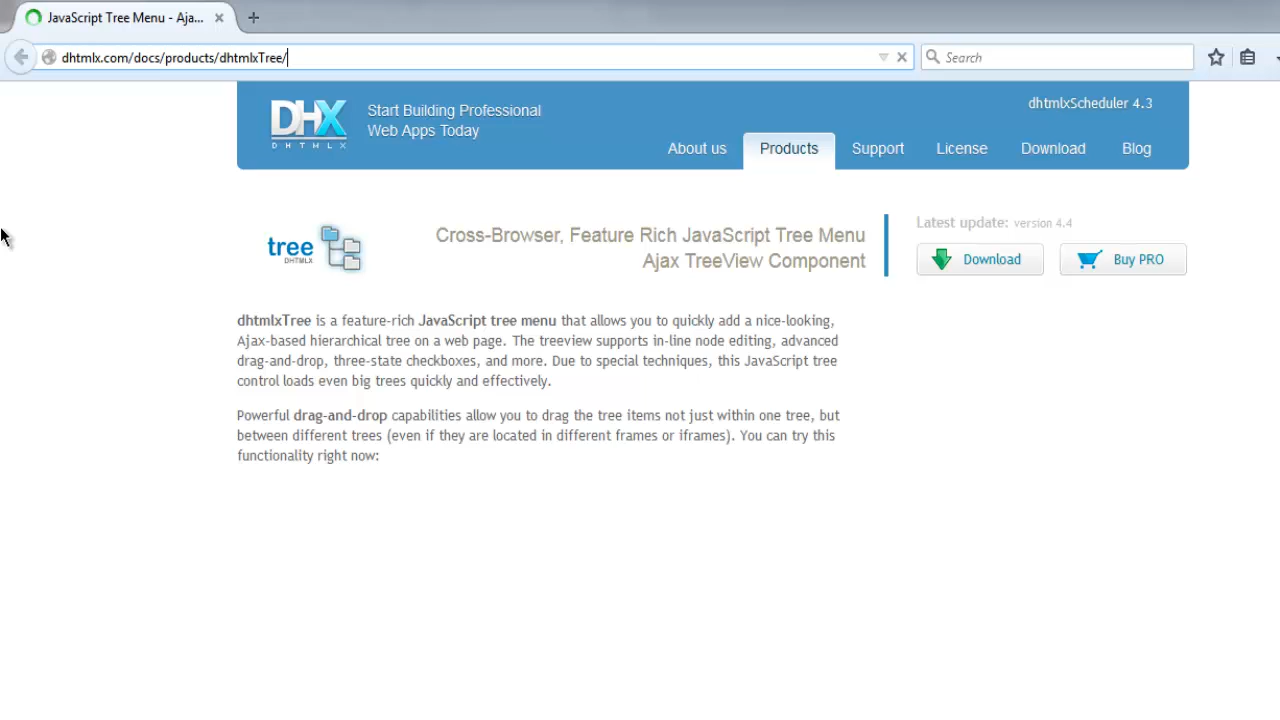 JavaScript Tree Menu - Aja...
dhtmlx.com/docs/products/dhtmlxTree/
Search
DHX
DHTMLX
Start Building Professional
Web Apps Today
dhtmlxScheduler 4.3
About us Products Support License Download Blog
tree
DHTMLX
Cross-Browser, Feature Rich JavaScript Tree Menu
Ajax TreeView Component
Latest update: version 4.4
Download Buy PRO
dhtmlxTree is a feature-rich JavaScript tree menu that allows you to quickly add a nice-looking,
Ajax-based hierarchical tree on a web page. The treeview supports in-line node editing, advanced
drag-and-drop, three-state checkboxes, and more. Due to special techniques, this JavaScript tree
control loads even big trees quickly and effectively.
Powerful drag-and-drop capabilities allow you to drag the tree items not just within one tree, but
between different trees (even if they are located in different frames or iframes). You can try this
functionality right now: